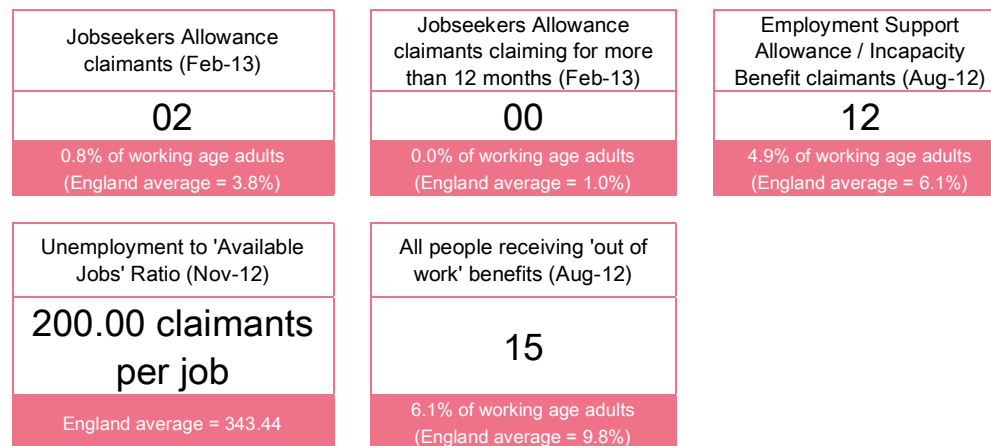 Jobseekers Allowance
claimants (Feb-13)
02
0.8% of working age adults
(England average = 3.8%)
Jobseekers Allowance
claimants claiming for more
than 12 months (Feb-13)
00
0.0% of working age adults
(England average = 1.0%)
Employment Support
Allowance / Incapacity
Benefit claimants (Aug-12)
12
4.9% of working age adults
(England average = 6.1%)
Unemployment to 'Available
Jobs' Ratio (Nov-12)
200.00 claimants
per job
England average = 343.44
All people receiving 'out of
work' benefits (Aug-12)
15
6.1% of working age adults
(England average = 9.8%)